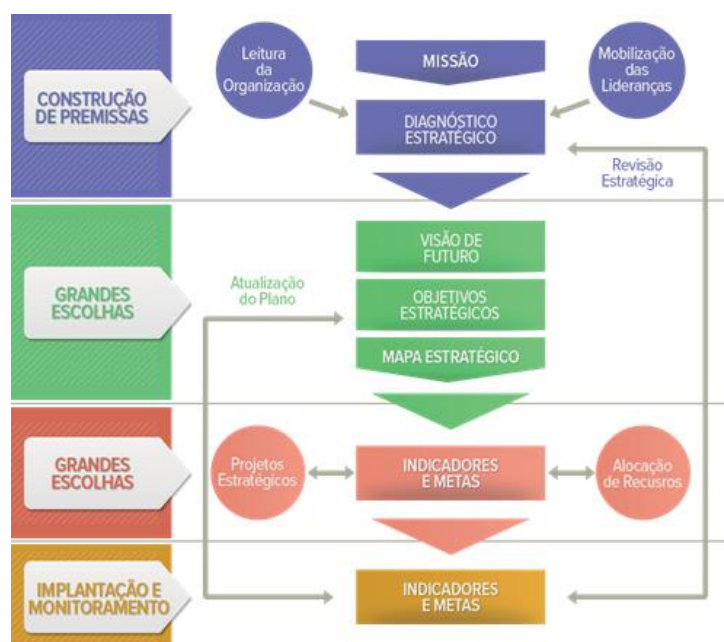 CONSTRUÇÃO
DE PREMISSAS
Leitura
da
Organização
MISSÃO
Mobilização
das
Lideranças
DIAGNÓSTICO
ESTRATÉGICO
Revisão
Estratégica
GRANDES
ESCOLHAS
Atualização
do Plano
VISÃO DE
FUTURO
OBJETIVOS
ESTRATÉGICOS
MAPA ESTRATÉGICO
GRANDES
ESCOLHAS
Projetos
Estratégicos
INDICADORES
E METAS
Alocação
de Recusros
IMPLANTAÇÃO E
MONITORAMENTO
INDICADORES
E METAS